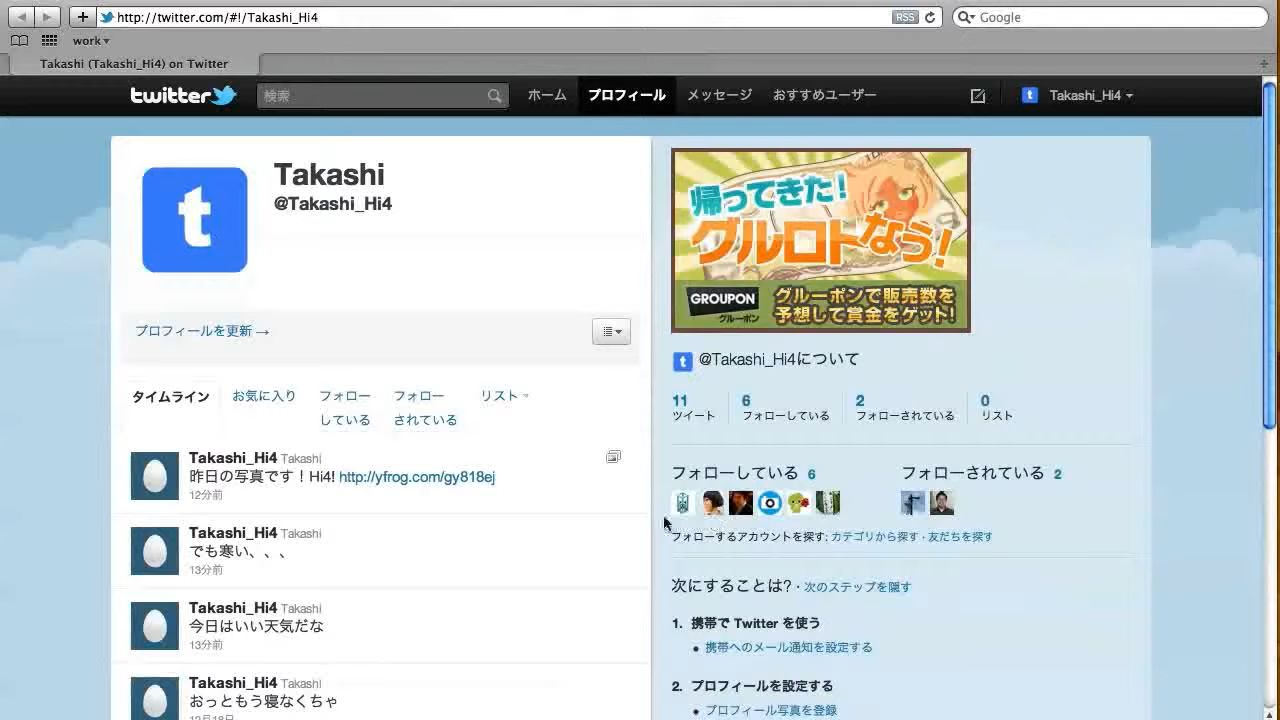 http://twitter.com/#!/Takashi_Hi4
RSS
Google
work
Takashi (Takashi_Hi4) on Twitter
twitter
検索
ホーム
プロフィール
メッセージ
おすすめユーザー
t
Takashi_Hi4
t
Takashi
@Takashi_Hi4
プロフィールを更新 →
タイムライン
お気に入り
フォロー
している
フォロー
されている
リスト
Takashi_Hi4 Takashi
昨日の写真です！Hi4! http://yfrog.com/gy818ej
12分前
Takashi_Hi4 Takashi
でも寒い、、、
13分前
Takashi_Hi4 Takashi
今日はいい天気だな
13分前
Takashi_Hi4 Takashi
おっともう寝なくちゃ
12月18日
帰ってきた!
グルロトなう!
GROUPON
グルーポン
グルーポンで販売数を
予想して賞金をゲット!
t
@Takashi_Hi4について
11
ツイート
6
フォローしている
2
フォローされている
0
リスト
フォローしている 6
フォローされている 2
フォローするアカウントを探す: カテゴリから探す · 友だちを探す
次にすることは? · 次のステップを隠す
1. 携帯で Twitter を使う
• 携帯へのメール通知を設定する
2. プロフィールを設定する
• プロフィール写真を登録